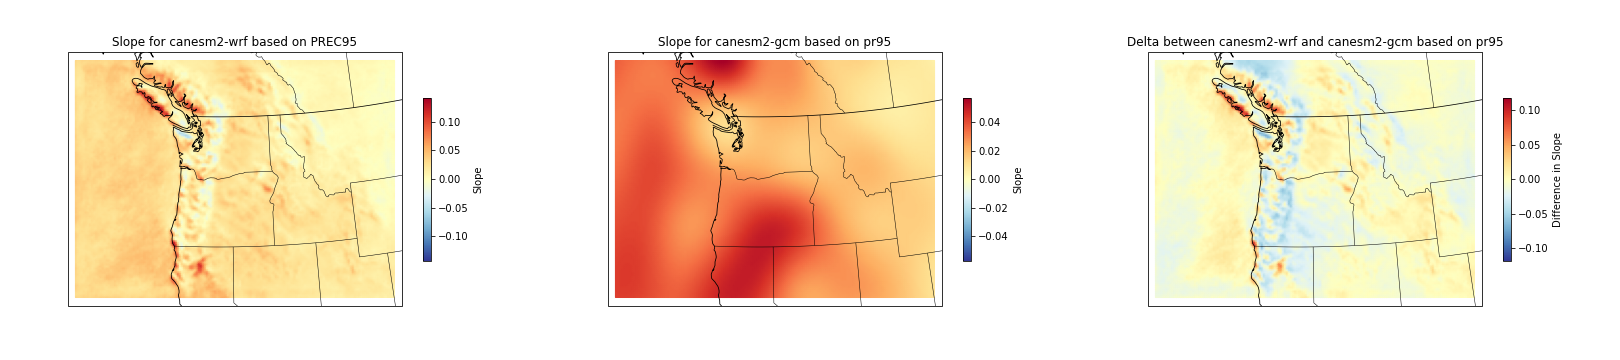 Slope for canesm2-wrf based on PREC95
0.10
0.05
0.00
−0.05
−0.10
Slope
Slope for canesm2-gcm based on pr95
0.04
0.02
0.00
−0.02
−0.04
Slope
Delta between canesm2-wrf and canesm2-gcm based on pr95
0.10
0.05
0.00
−0.05
−0.10
Difference in Slope